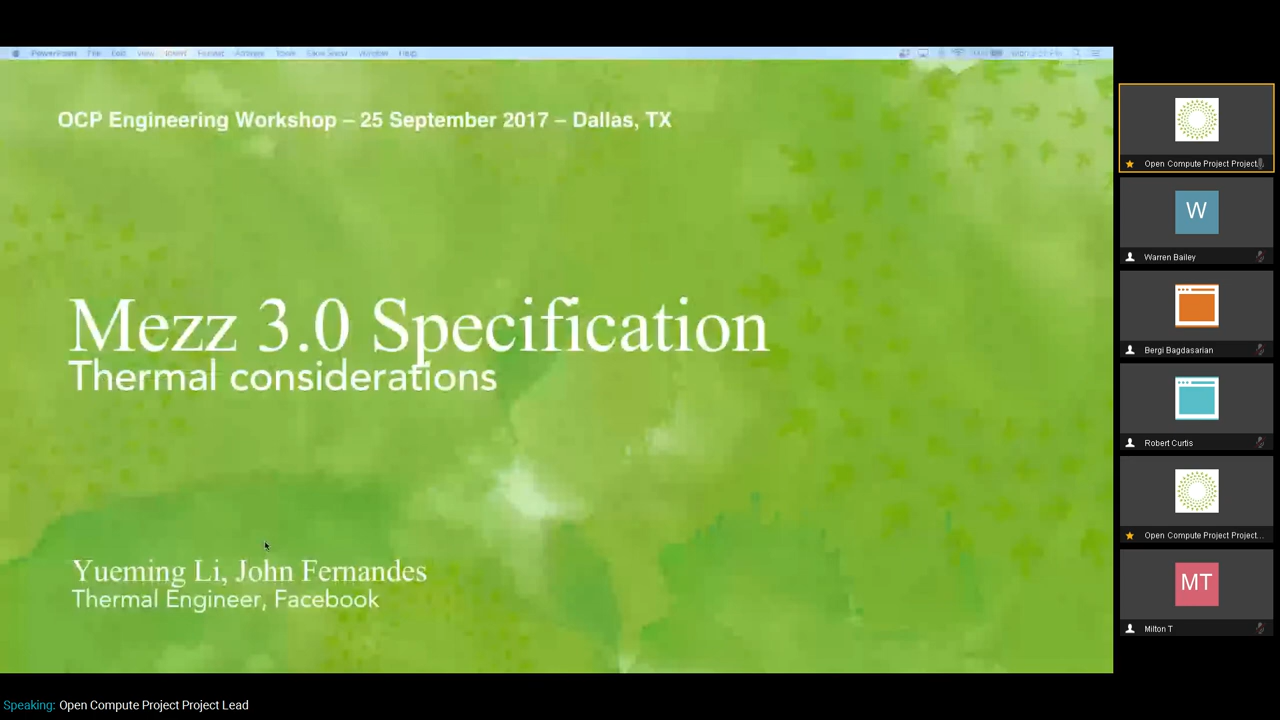 OCP Engineering Workshop – 25 September 2017 – Dallas, TX
Mezz 3.0 Specification
Thermal considerations
Yueming Li, John Fernandes
Thermal Engineer, Facebook
Open Compute Project Project
W
Warren Bailey
Bergi Bagdasarian
Robert Curtis
Open Compute Project Project...
MT
Milton T
Speaking: Open Compute Project Project Lead